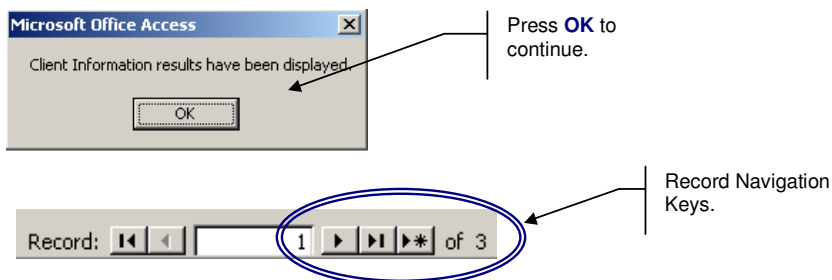 Microsoft Office Access
Client Information results have been displayed.
OK
Press OK to
continue.
Record: 1 of 3
Record Navigation
Keys.